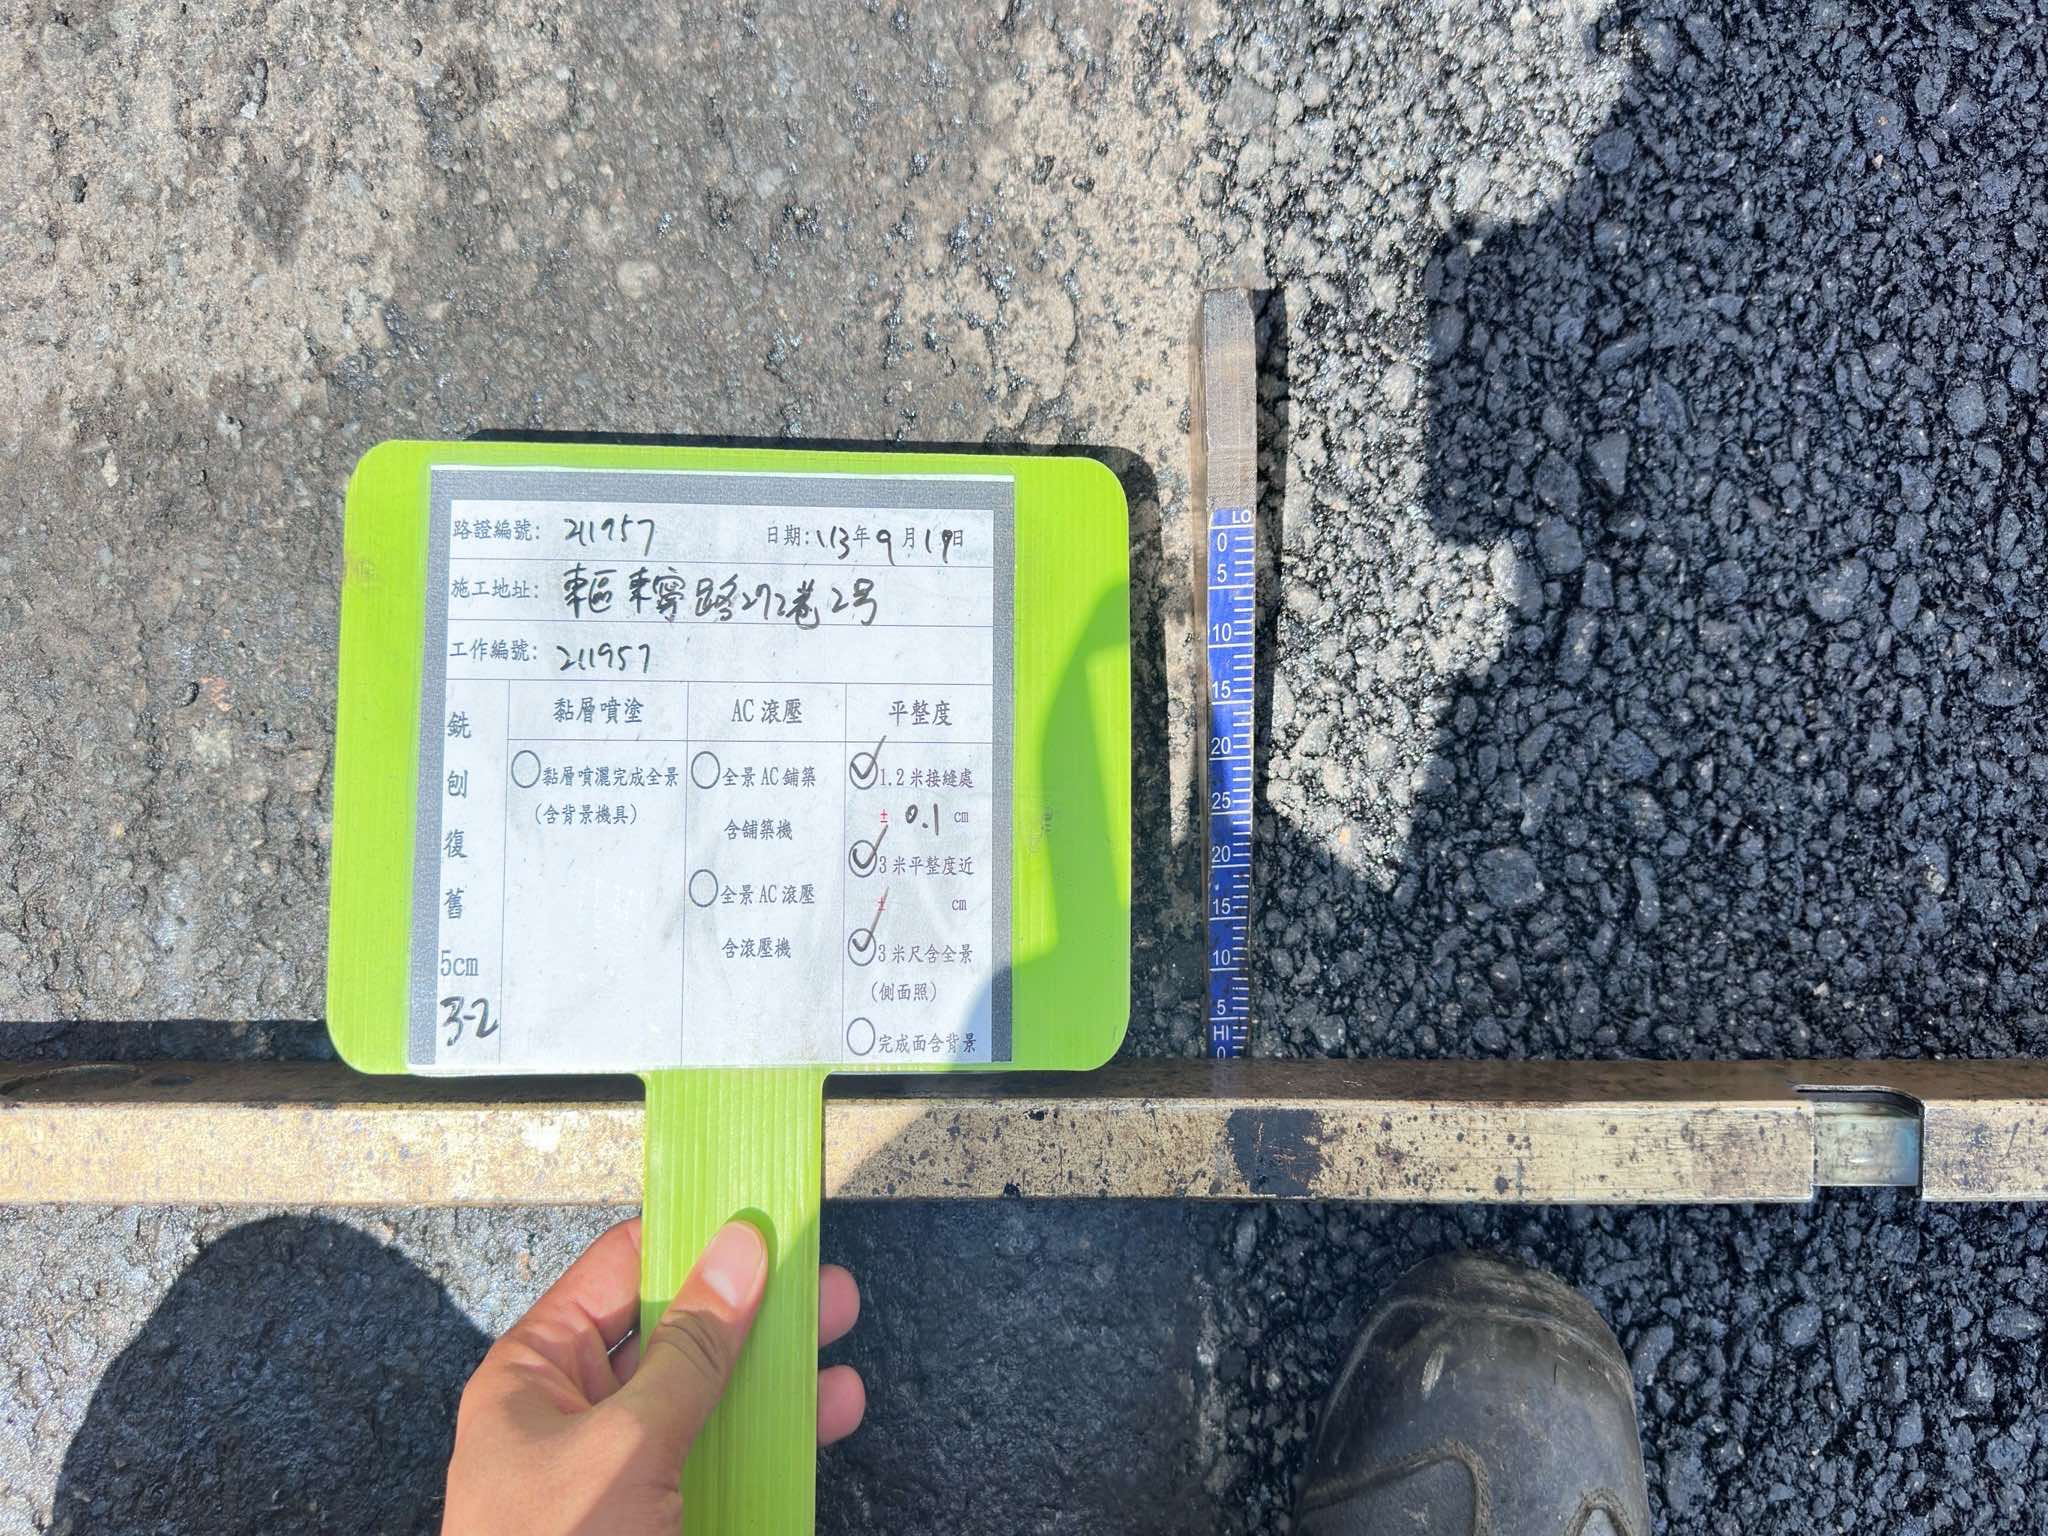 路證編號: 211957 日期:113年9月19日
施工地址: 東區東寧路272巷2号
工作編號: 211957
銑刨復舊5cm
3-2
黏層噴塗
黏層噴灑完成全景
(含背景機具)
AC滾壓
全景AC鋪築
含舖築機
全景AC滾壓
含滾壓機
平整度
1.2米接縫處
± 0.1 cm
3米平整度近
± cm
3米尺含全景
(側面照)
完成面含背景
LO
0
5
10
15
20
25
20
15
10
5
HI
0